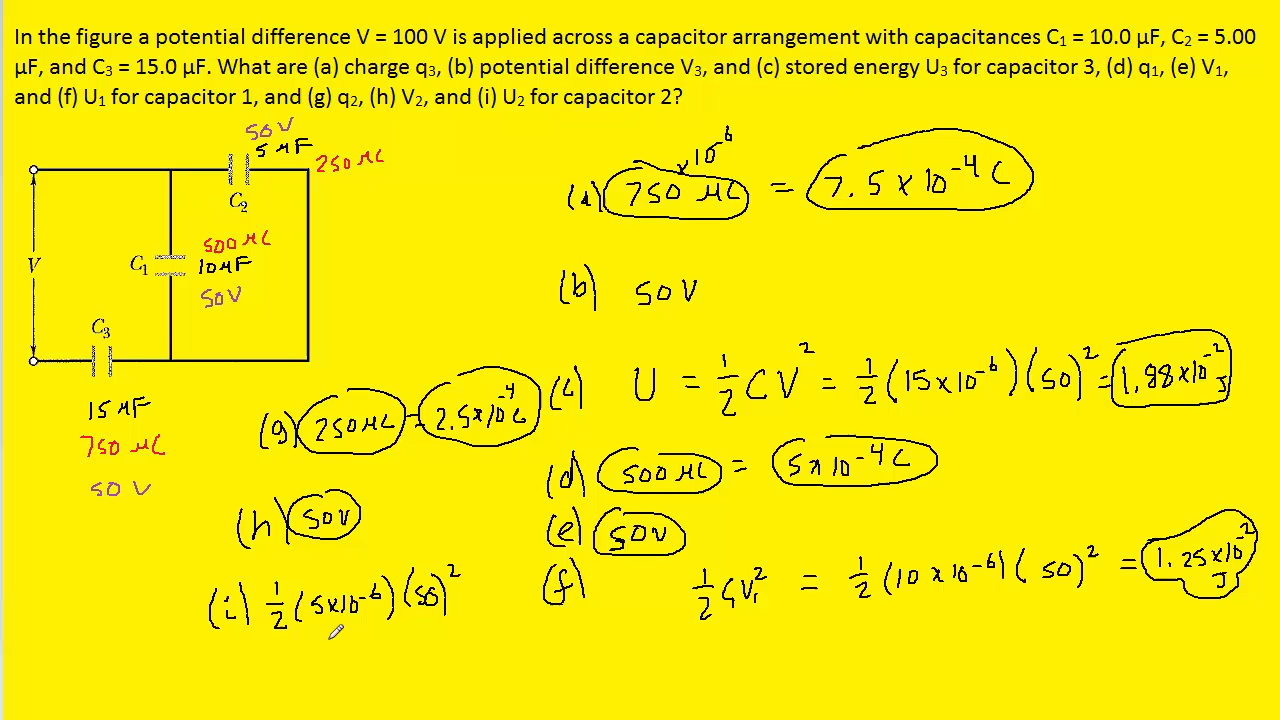 In the figure a potential difference V = 100 V is applied across a capacitor arrangement with capacitances C₁ = 10.0 µF, C₂ = 5.00
µF, and C₃ = 15.0 µF. What are (a) charge q₃, (b) potential difference V₃, and (c) stored energy U₃ for capacitor 3, (d) q₁, (e) V₁,
and (f) U₁ for capacitor 1, and (g) q₂, (h) V₂, and (i) U₂ for capacitor 2?
50 V
5 µF
250 µC
C₂
500 µC
C₁
10 µF
50 V
V
C₃
15 µF
750 µC
50 V
×10⁻⁶
(a) 750 µC = 7.5 × 10⁻⁴ C
(b) 50 V
(c) U = 1/2 CV² = 1/2 (15×10⁻⁶)(50)² = 1.88×10⁻² J
(d) 500 µC = 5×10⁻⁴ C
(e) 50 V
(f) 1/2 C₁V₁² = 1/2 (10×10⁻⁶)(50)² = 1.25×10⁻² J
(g) 250 µC = 2.5×10⁻⁴ C
(h) 50 V
(i) 1/2 (5×10⁻⁶)(50)²